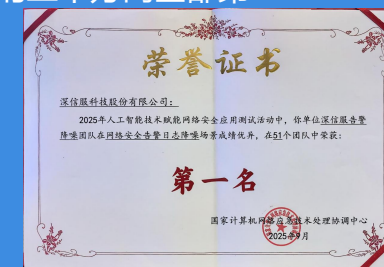 荣誉证书
深信服科技股份有限公司：
2025年人工智能技术赋能网络安全应用测试活动中，你单位深信服告警
降噪团队在网络安全告警日志降噪场景成绩优异，在51个团队中荣获：
第一名
国家计算机网络应急技术处理协调中心
2025年9月